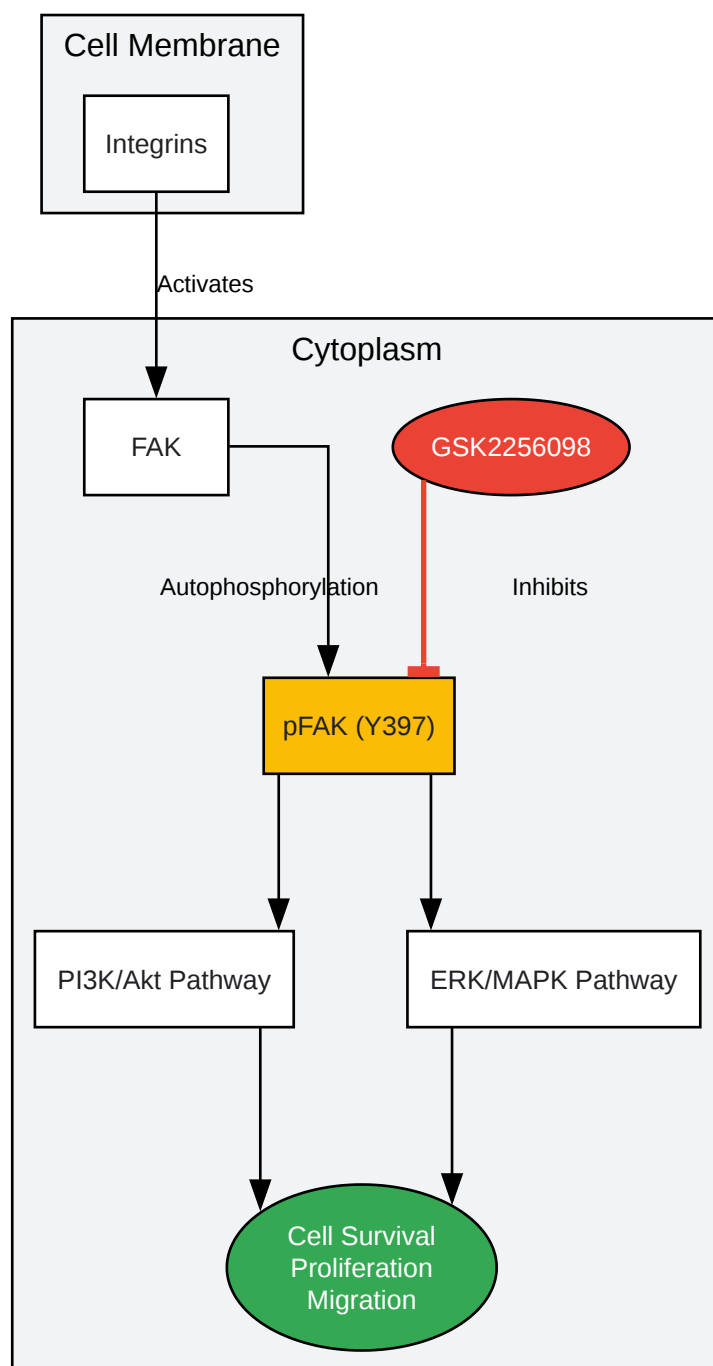 Cell Membrane
Integrins
Activates
Cytoplasm
FAK
GSK2256098
Autophosphorylation
Inhibits
pFAK (Y397)
PI3K/Akt Pathway
ERK/MAPK Pathway
Cell Survival
Proliferation
Migration